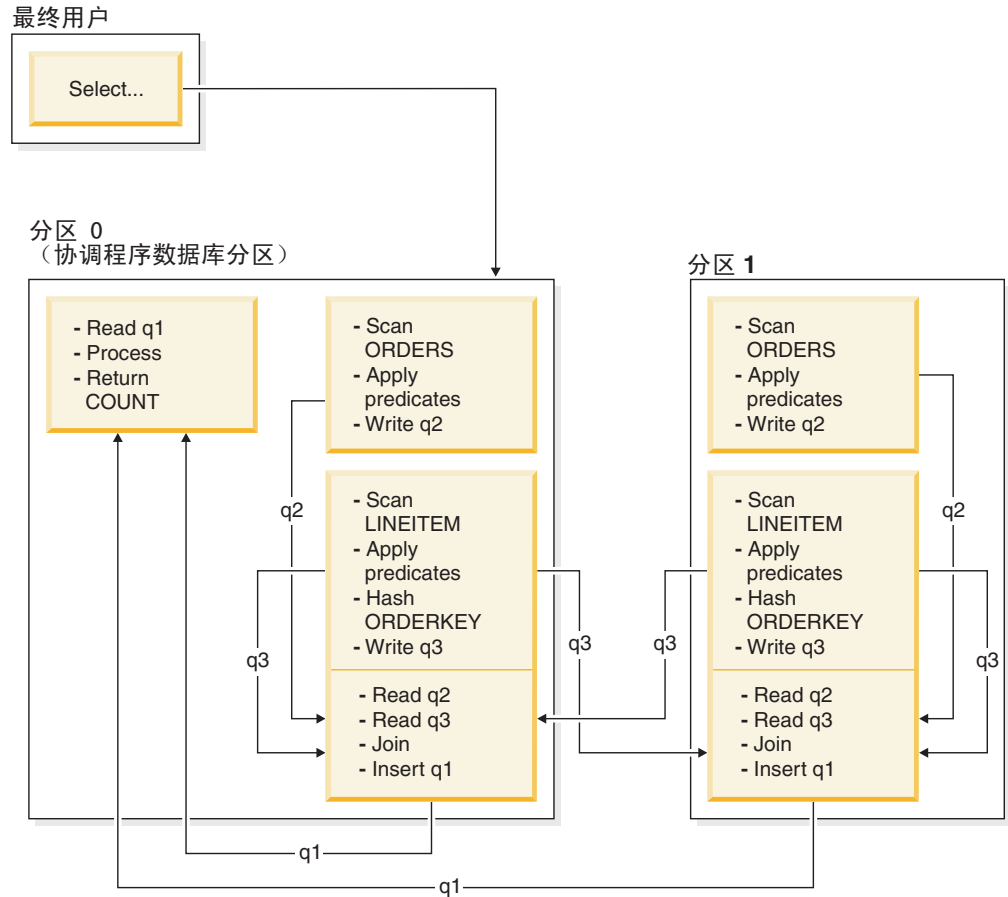 最终用户
Select...
分区 0
（协调程序数据库分区）
- Read q1
- Process
- Return
COUNT
- Scan
ORDERS
- Apply
predicates
- Write q2
q2
- Scan
LINEITEM
- Apply
predicates
- Hash
ORDERKEY
- Write q3
q3
- Read q2
- Read q3
- Join
- Insert q1
q3
分区 1
- Scan
ORDERS
- Apply
predicates
- Write q2
q2
- Scan
LINEITEM
- Apply
predicates
- Hash
ORDERKEY
- Write q3
q3
q3
- Read q2
- Read q3
- Join
- Insert q1
q1
q1